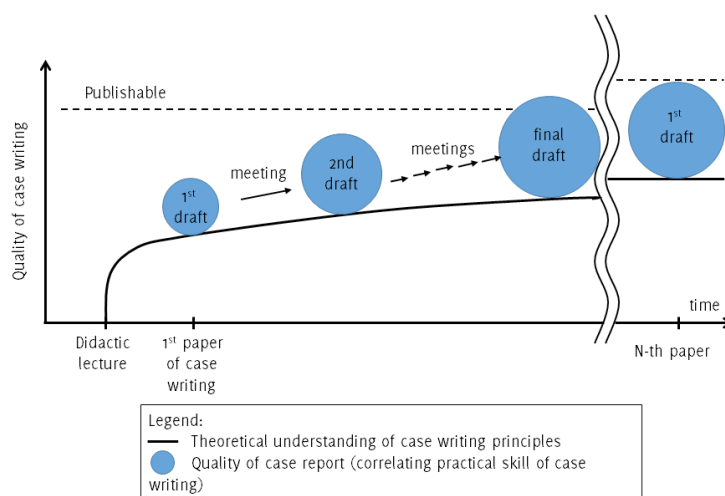 Quality of case writing
Publishable
1st
draft
meeting
2nd
draft
meetings
final
draft
1st
draft
time
Didactic
lecture
1st paper
of case
writing
N-th paper
Legend:
Theoretical understanding of case writing principles
Quality of case report (correlating practical skill of case
writing)